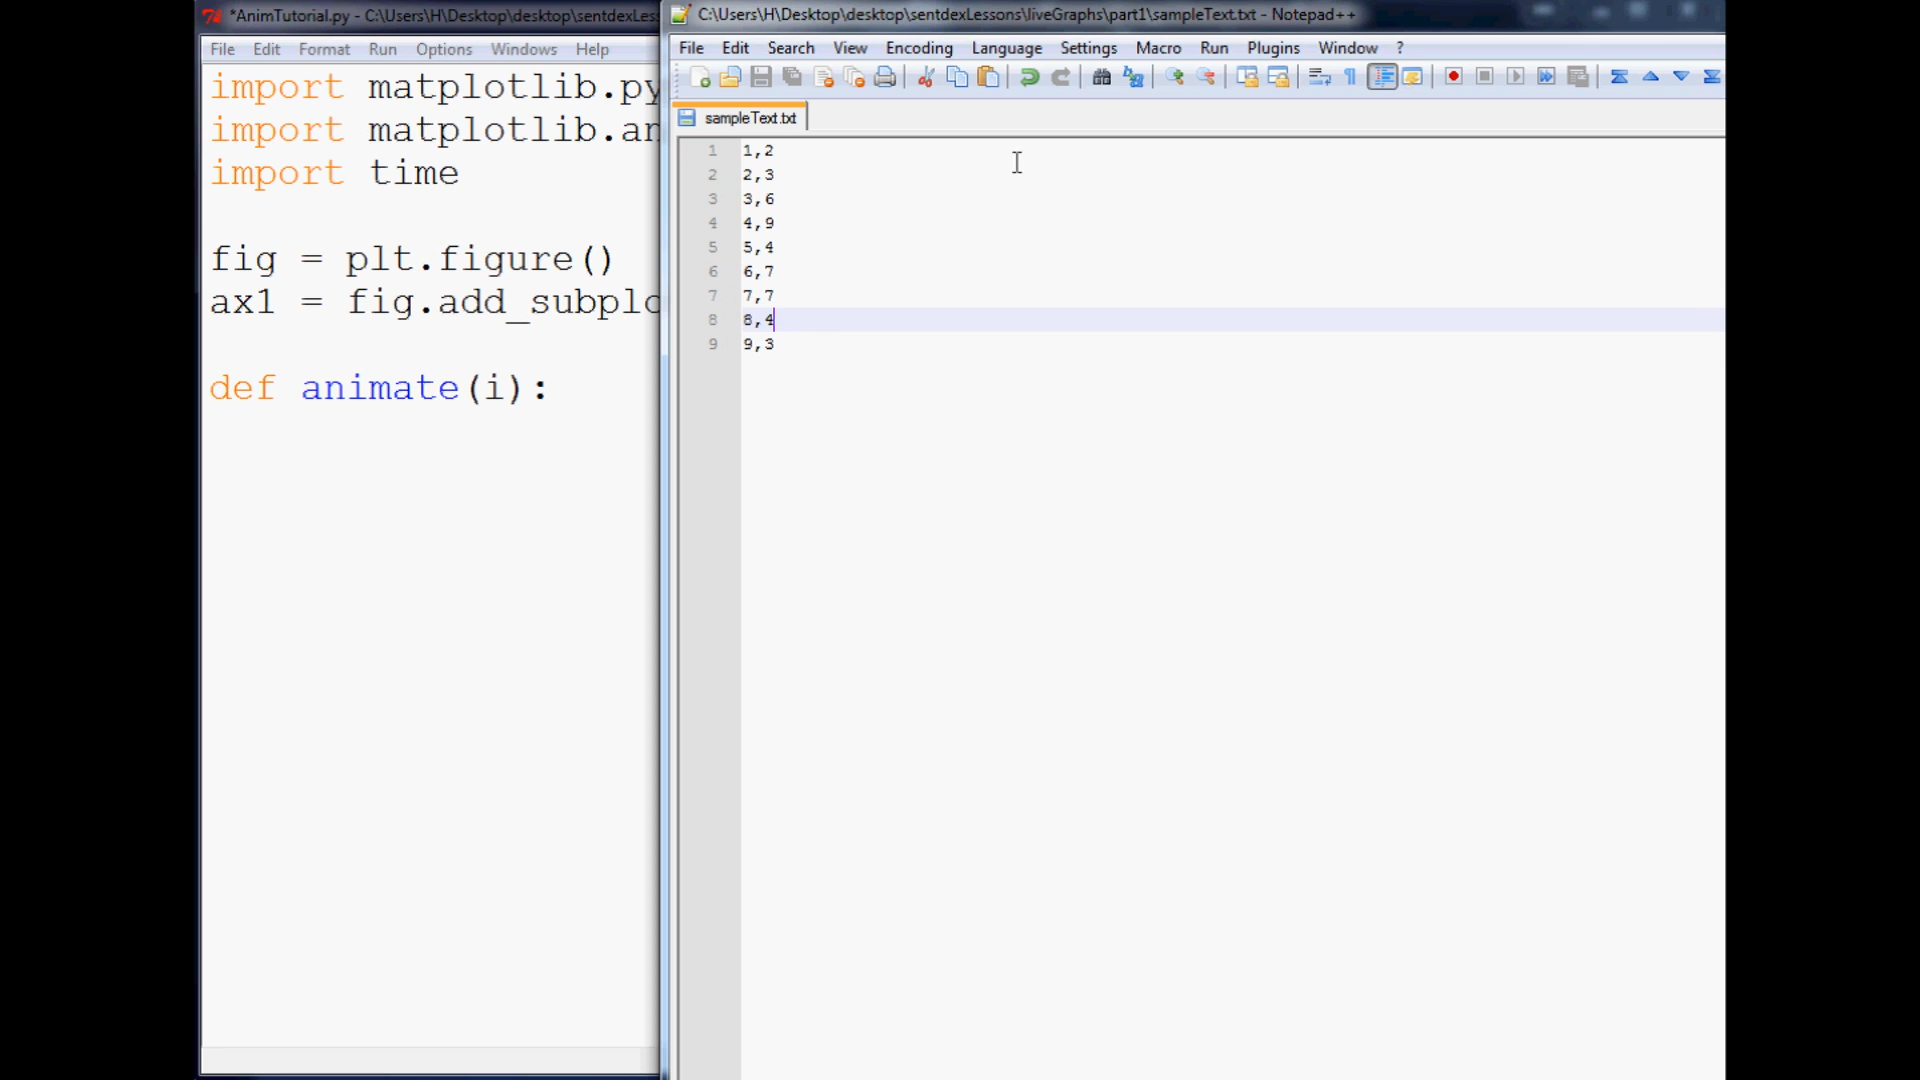 *AnimTutorial.py - C:\Users\H\Desktop\desktop\sentdexLess
File Edit Format Run Options Windows Help
import matplotlib.py
import matplotlib.an
import time
fig = plt.figure()
ax1 = fig.add_subplo
def animate(i):
C:\Users\H\Desktop\desktop\sentdexLessons\liveGraphs\part1\sampleText.txt - Notepad++
File Edit Search View Encoding Language Settings Macro Run Plugins Window ?
sampleText.txt
1 1,2
2 2,3
3 3,6
4 4,9
5 5,4
6 6,7
7 7,7
8 8,4
9 9,3